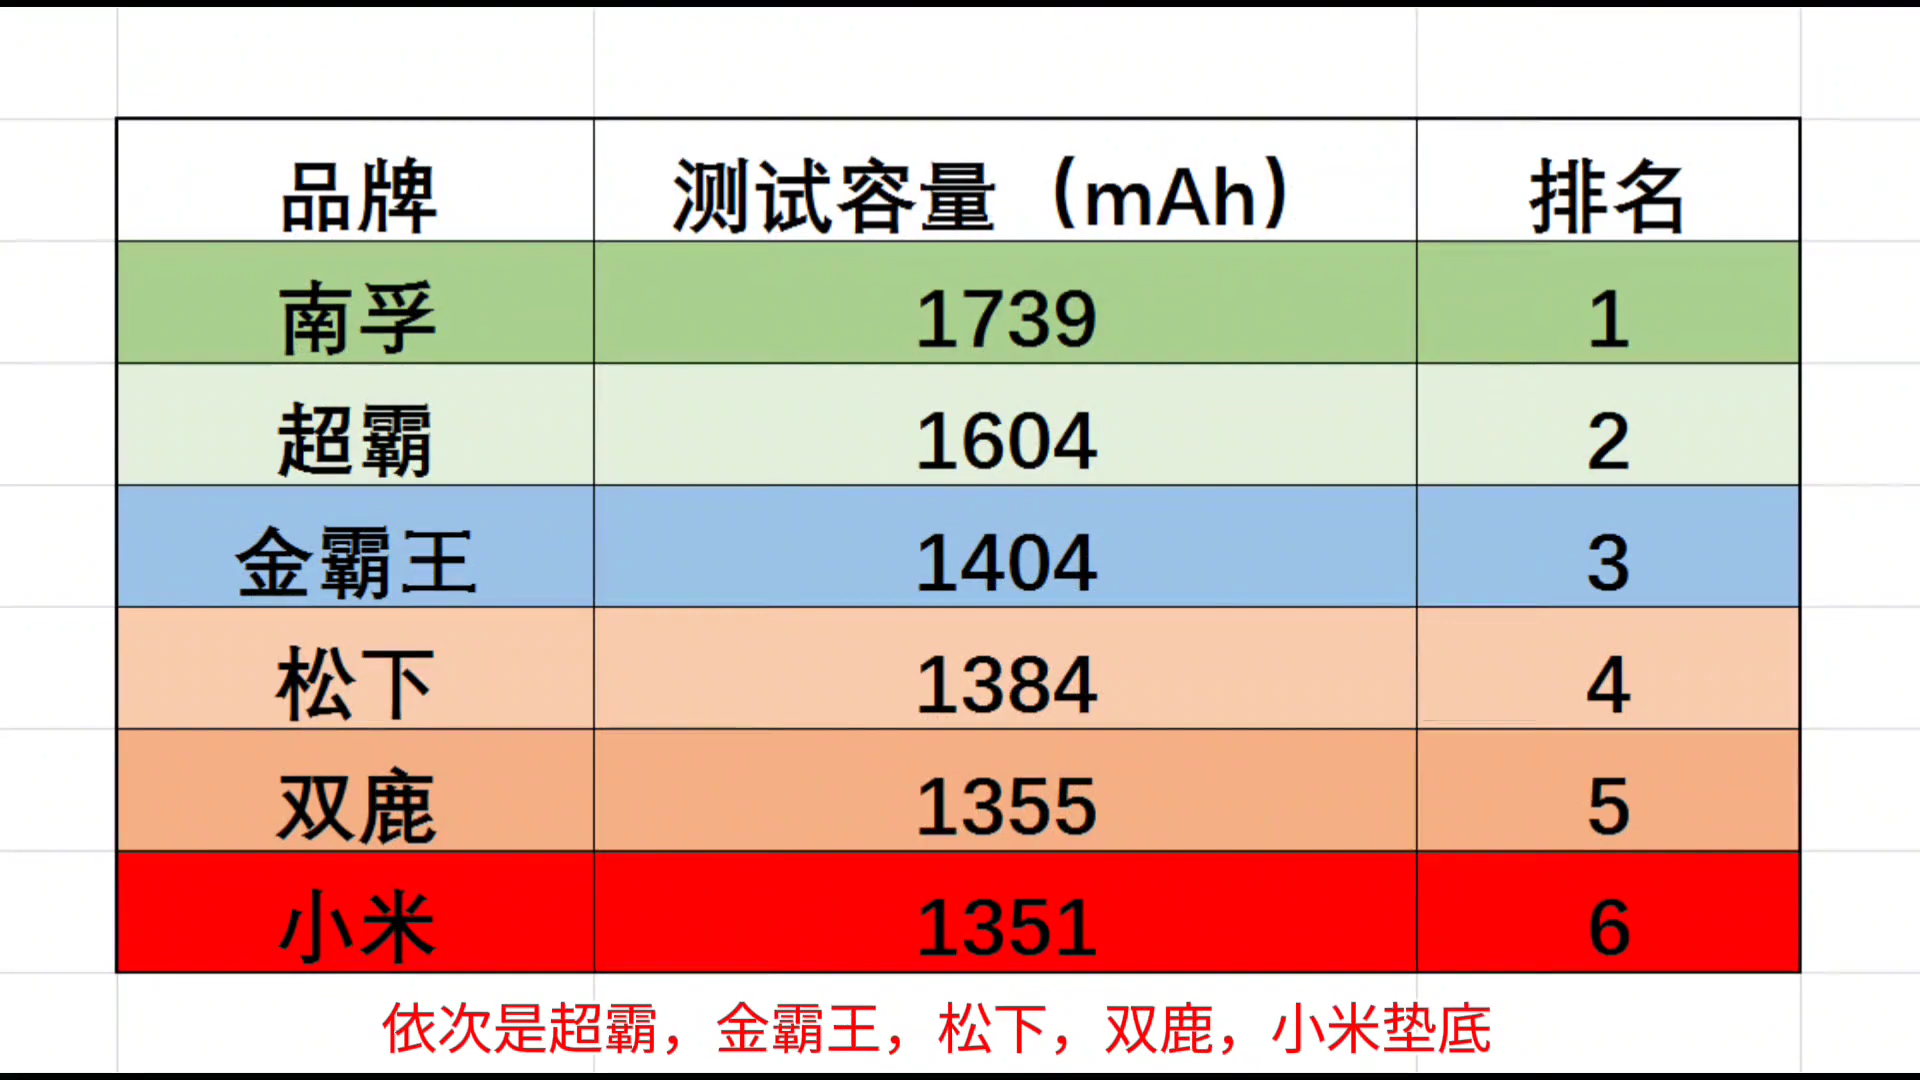 品牌 测试容量（mAh） 排名
南孚 1739 1
超霸 1604 2
金霸王 1404 3
松下 1384 4
双鹿 1355 5
小米 1351 6
依次是超霸，金霸王，松下，双鹿，小米垫底